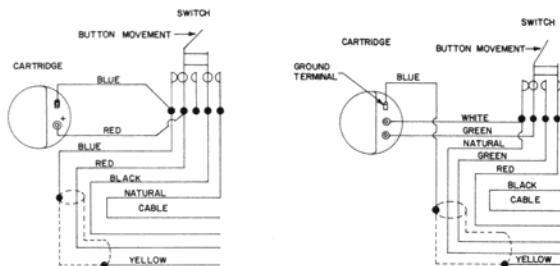 SWITCH
BUTTON MOVEMENT
CARTRIDGE
BLUE
+
RED
BLUE
RED
BLACK
NATURAL
CABLE
YELLOW
SWITCH
CARTRIDGE
BUTTON MOVEMENT
GROUND
TERMINAL
BLUE
WHITE
GREEN
NATURAL
GREEN
RED
BLACK
CABLE
YELLOW